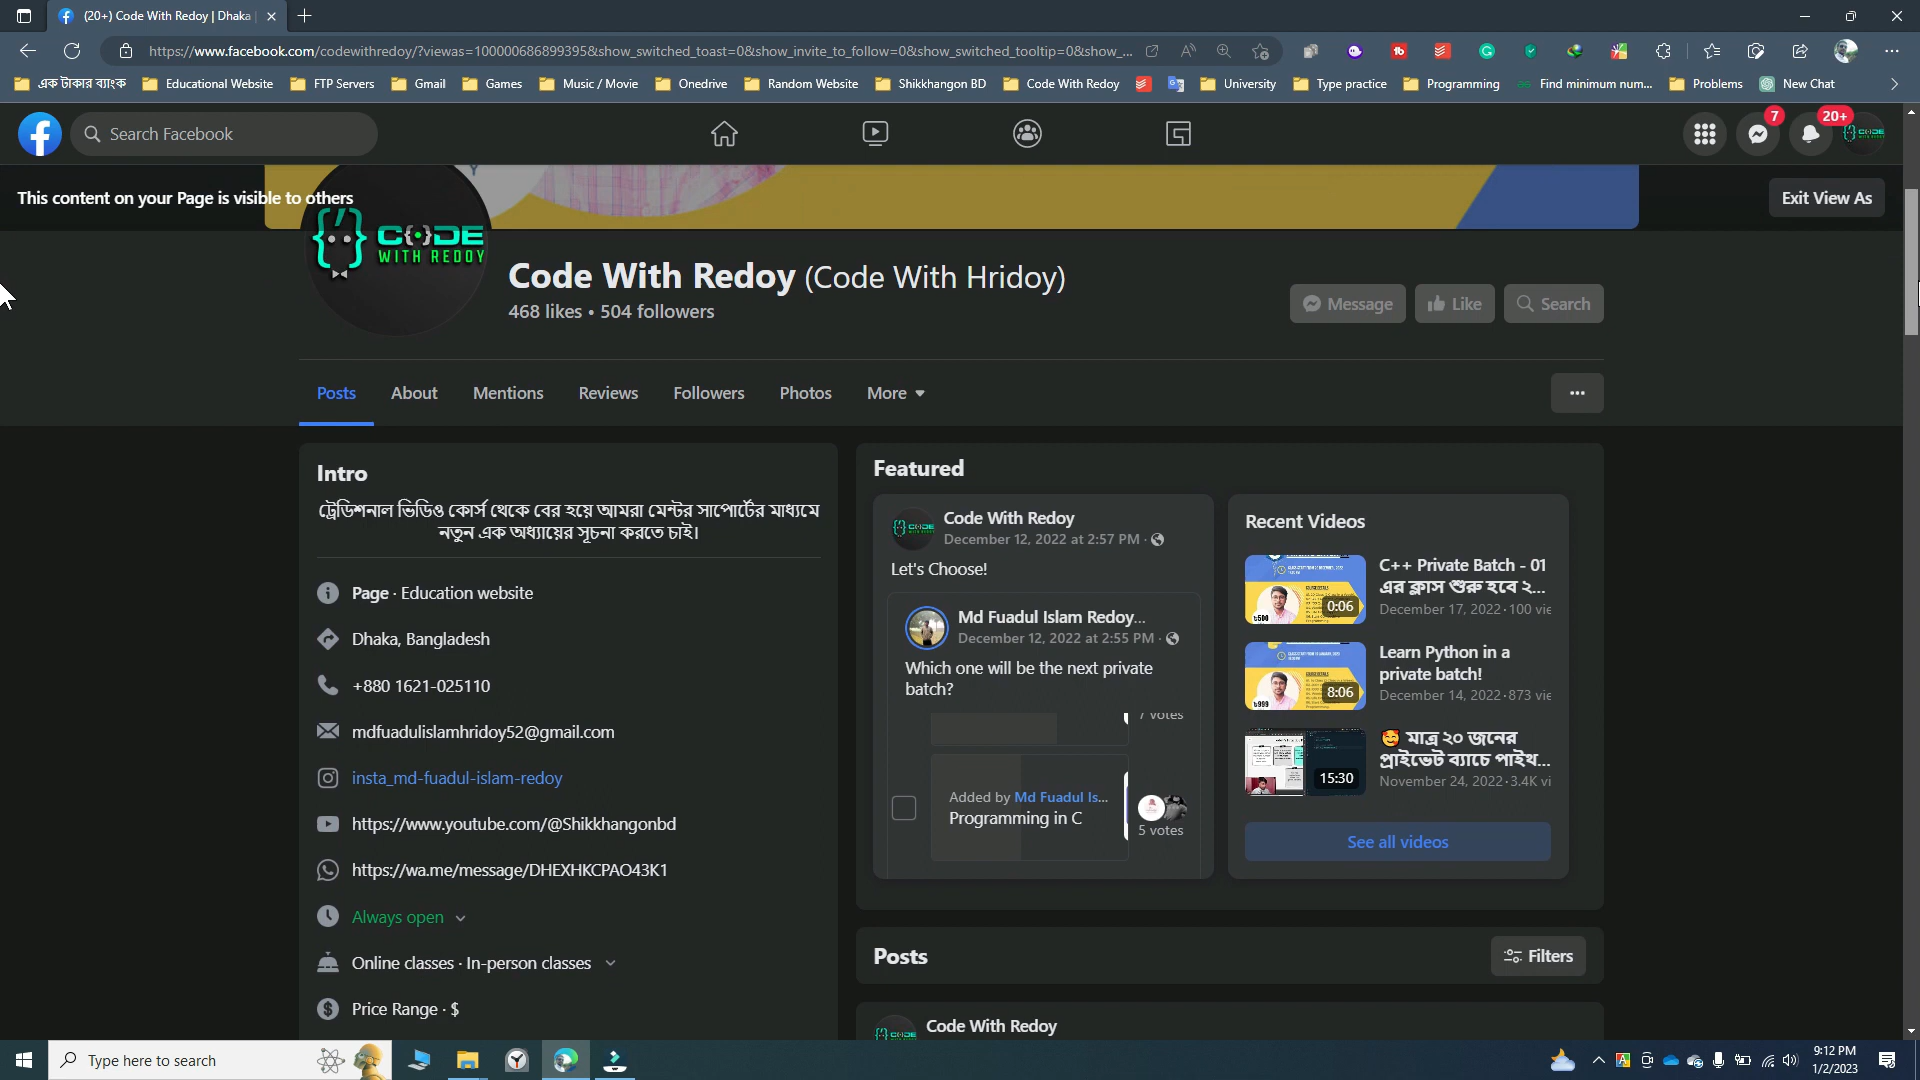 (20+) Code With Redoy | Dhaka
https://www.facebook.com/codewithredoy/?viewas=100000686899395&show_switched_toast=0&show_invite_to_follow=0&show_switched_tooltip=0&show_...
এক টাকার ব্যাংক Educational Website FTP Servers Gmail Games Music / Movie Onedrive Random Website Shikkhangon BD Code With Redoy University Type practice Programming Find minimum num... Problems New Chat
Search Facebook
7
20+
This content on your Page is visible to others
Exit View As
CODE
WITH REDOY
Code With Redoy (Code With Hridoy)
468 likes • 504 followers
Message Like Search
Posts About Mentions Reviews Followers Photos More
Intro
ট্রেডিশনাল ভিডিও কোর্স থেকে বের হয়ে আমরা মেন্টর সাপোর্টের মাধ্যমে
নতুন এক অধ্যায়ের সূচনা করতে চাই।
Page · Education website
Dhaka, Bangladesh
+880 1621-025110
mdfuadulislamhridoy52@gmail.com
insta_md-fuadul-islam-redoy
https://www.youtube.com/@Shikkhangonbd
https://wa.me/message/DHEXHKCPAO43K1
Always open
Online classes · In-person classes
Price Range · $
Featured
Code With Redoy
December 12, 2022 at 2:57 PM ·
Let's Choose!
Md Fuadul Islam Redoy...
December 12, 2022 at 2:55 PM ·
Which one will be the next private
batch?
7 votes
Added by Md Fuadul Is...
Programming in C
5 votes
Recent Videos
C++ Private Batch - 01
এর ক্লাস শুরু হবে ২...
December 17, 2022 · 100 vie
0:06
৳500
Learn Python in a
private batch!
December 14, 2022 · 873 vie
8:06
৳999
🥰 মাত্র ২০ জনের
প্রাইভেট ব্যাচে পাইথ...
November 24, 2022 · 3.4K vi
15:30
See all videos
Posts
Filters
Code With Redoy
Type here to search
9:12 PM
1/2/2023